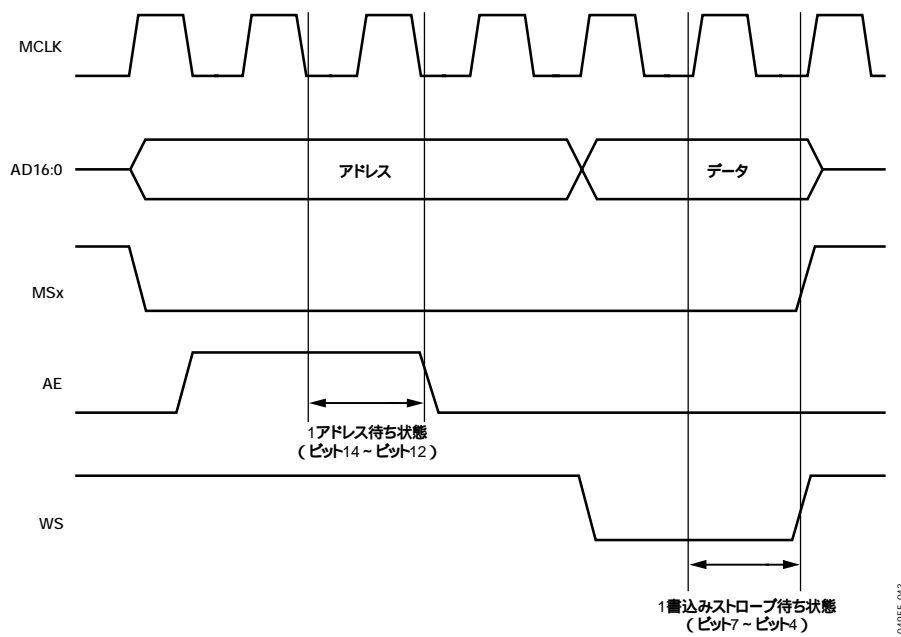 MCLK
AD16:0
アドレス
データ
MSx
AE
1アドレス待ち状態
(ビット14~ビット12)
WS
1書込みストローブ待ち状態
(ビット7~ビット4)
04955-043